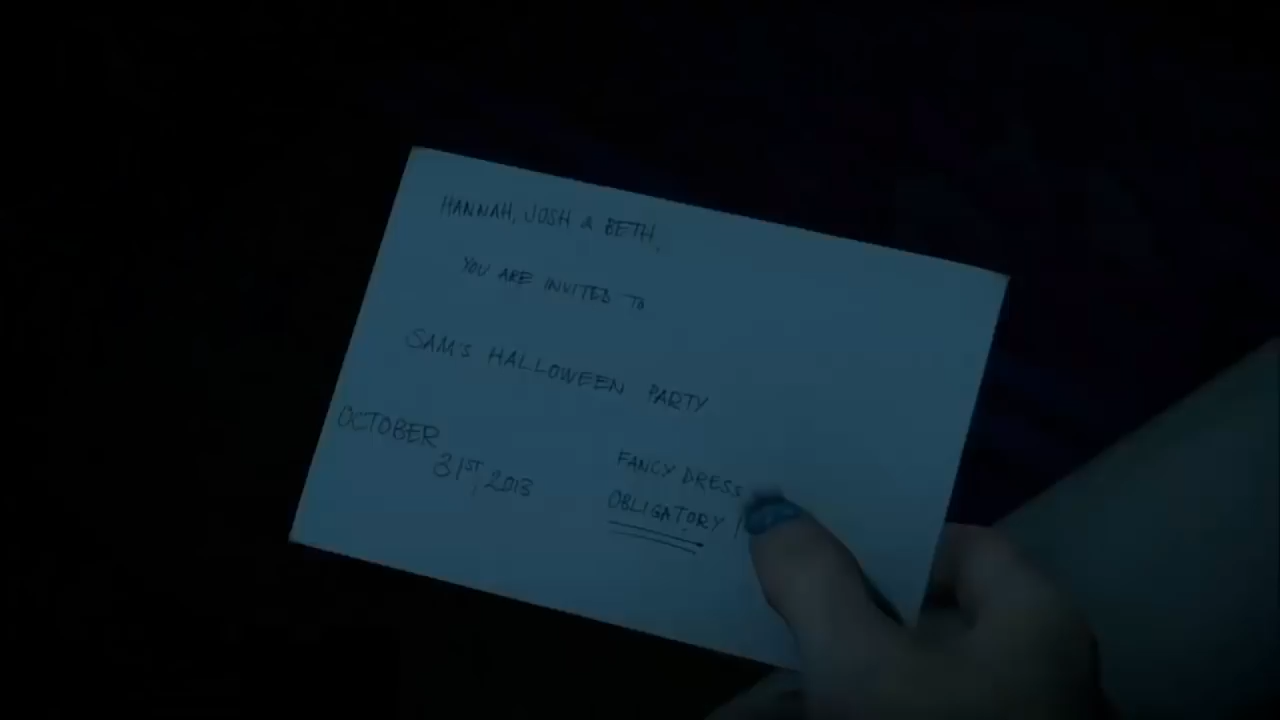 HANNAH, JOSH & BETH,
YOU ARE INVITED TO
SAM'S HALLOWEEN PARTY
OCTOBER
31ST, 2013
FANCY DRESS
OBLIGATORY !